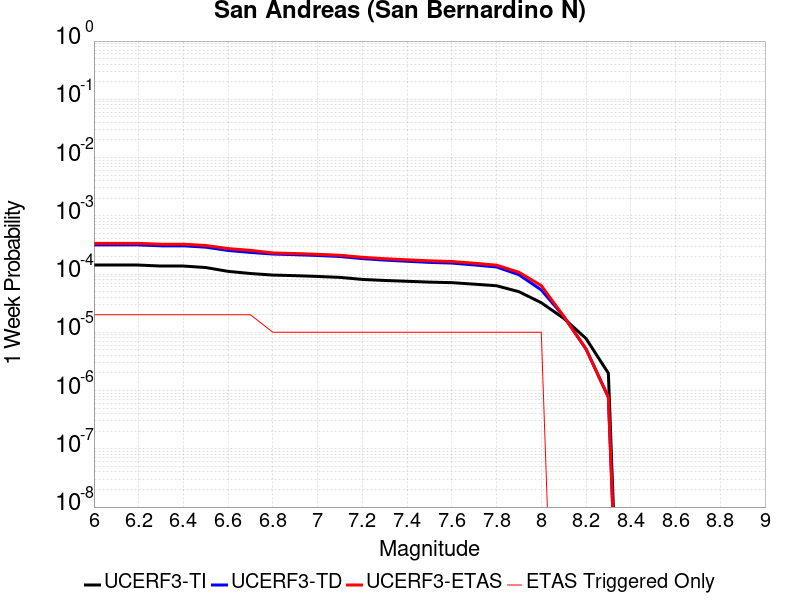 San Andreas (San Bernardino N)
1 Week Probability
10^0
10^-1
10^-2
10^-3
10^-4
10^-5
10^-6
10^-7
10^-8
6 6.2 6.4 6.6 6.8 7 7.2 7.4 7.6 7.8 8 8.2 8.4 8.6 8.8 9
Magnitude
UCERF3-TI UCERF3-TD UCERF3-ETAS ETAS Triggered Only